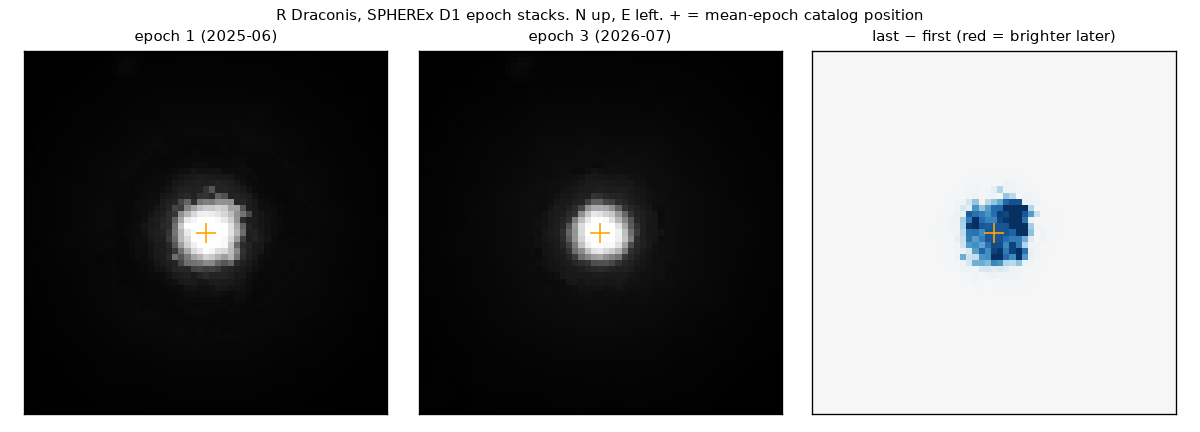 R Draconis, SPHEREx D1 epoch stacks. N up, E left. + = mean-epoch catalog position
epoch 1 (2025-06)
epoch 3 (2026-07)
last − first (red = brighter later)